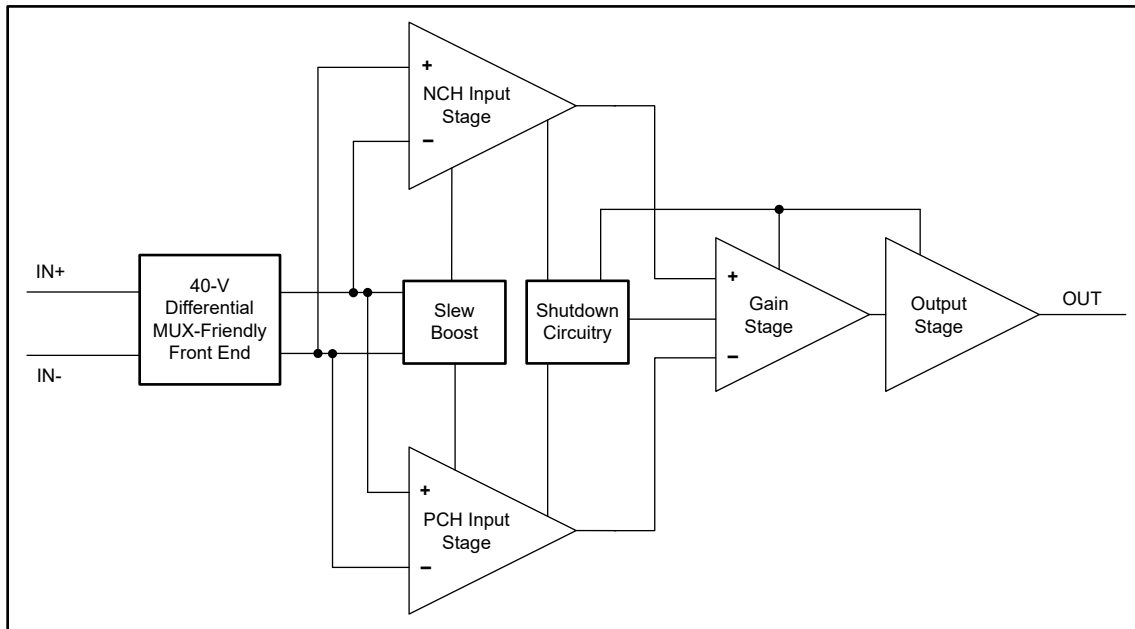 +
NCH Input
Stage
−
IN+
IN-
40-V
Differential
MUX-Friendly
Front End
Slew
Boost
Shutdown
Circuitry
+
Gain
Stage
−
Output
Stage
OUT
+
PCH Input
Stage
−